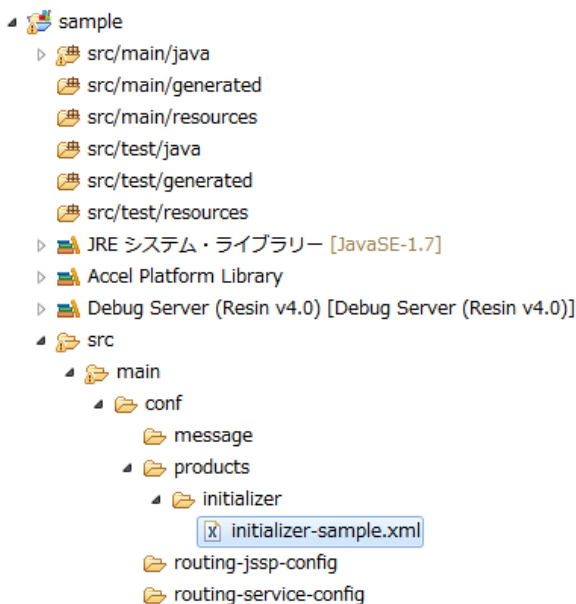 sample
src/main/java
src/main/generated
src/main/resources
src/test/java
src/test/generated
src/test/resources
JRE システム・ライブラリー [JavaSE-1.7]
Accel Platform Library
Debug Server (Resin v4.0) [Debug Server (Resin v4.0)]
src
main
conf
message
products
initializer
initializer-sample.xml
routing-jssp-config
routing-service-config